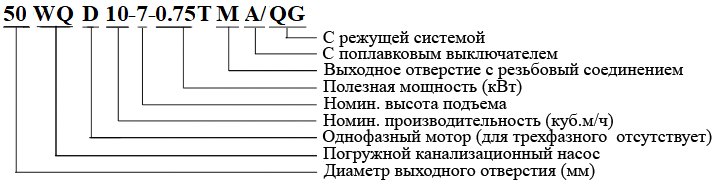 50 WQ D 10-7-0.75T M A/QG
С режущей системой
С поплавковым выключателем
Выходное отверстие с резьбовый соединением
Полезная мощность (кВт)
Номин. высота подъема
Номин. производительность (куб.м/ч)
Однофазный мотор (для трехфазного отсутствует)
Погружной канализационный насос
Диаметр выходного отверстия (мм)